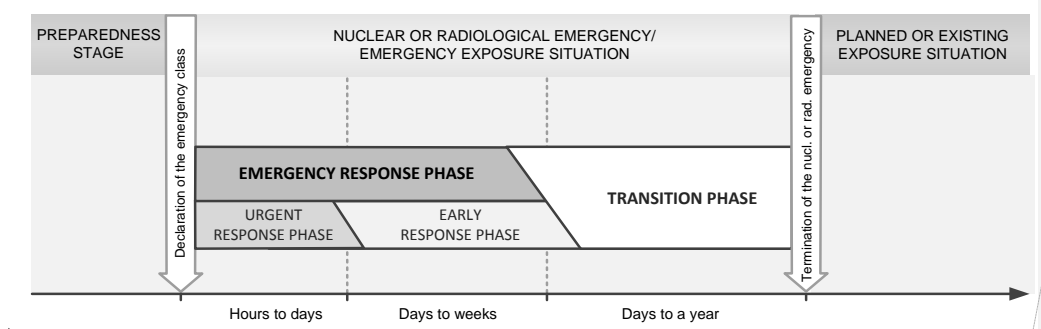 PREPAREDNESS
STAGE
Declaration of the emergency class
NUCLEAR OR RADIOLOGICAL EMERGENCY/
EMERGENCY EXPOSURE SITUATION
Termination of the nucl. or rad. emergency
PLANNED OR EXISTING
EXPOSURE SITUATION
EMERGENCY RESPONSE PHASE
TRANSITION PHASE
URGENT
RESPONSE PHASE
EARLY
RESPONSE PHASE
Hours to days
Days to weeks
Days to a year